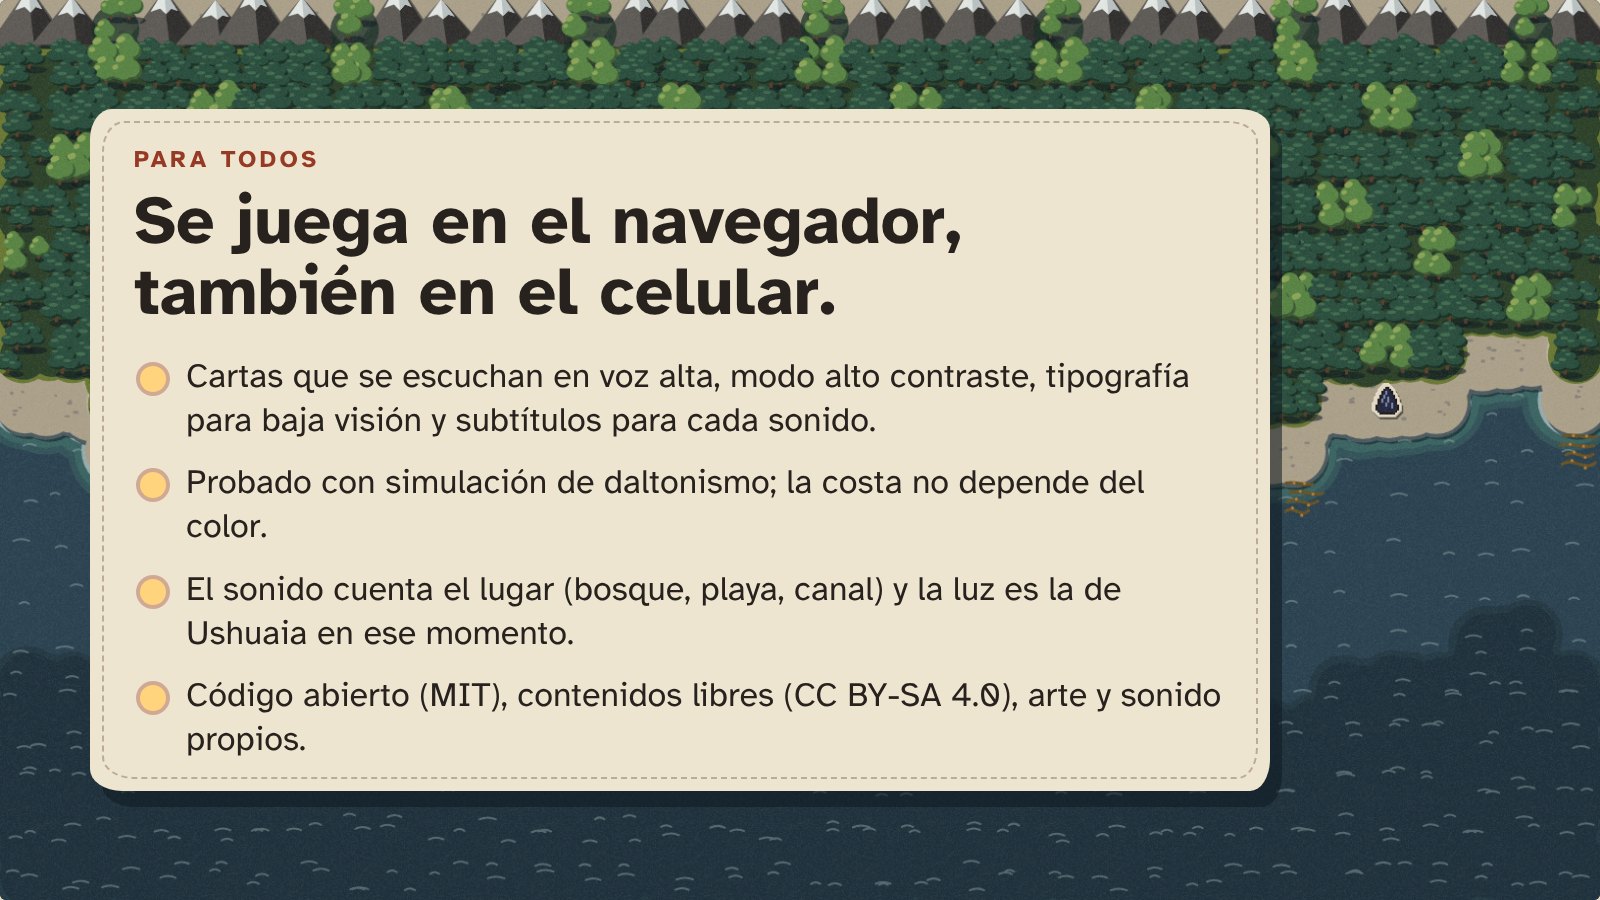 PARA TODOS
Se juega en el navegador,
también en el celular.
Cartas que se escuchan en voz alta, modo alto contraste, tipografía
para baja visión y subtítulos para cada sonido.
Probado con simulación de daltonismo; la costa no depende del
color.
El sonido cuenta el lugar (bosque, playa, canal) y la luz es la de
Ushuaia en ese momento.
Código abierto (MIT), contenidos libres (CC BY-SA 4.0), arte y sonido
propios.